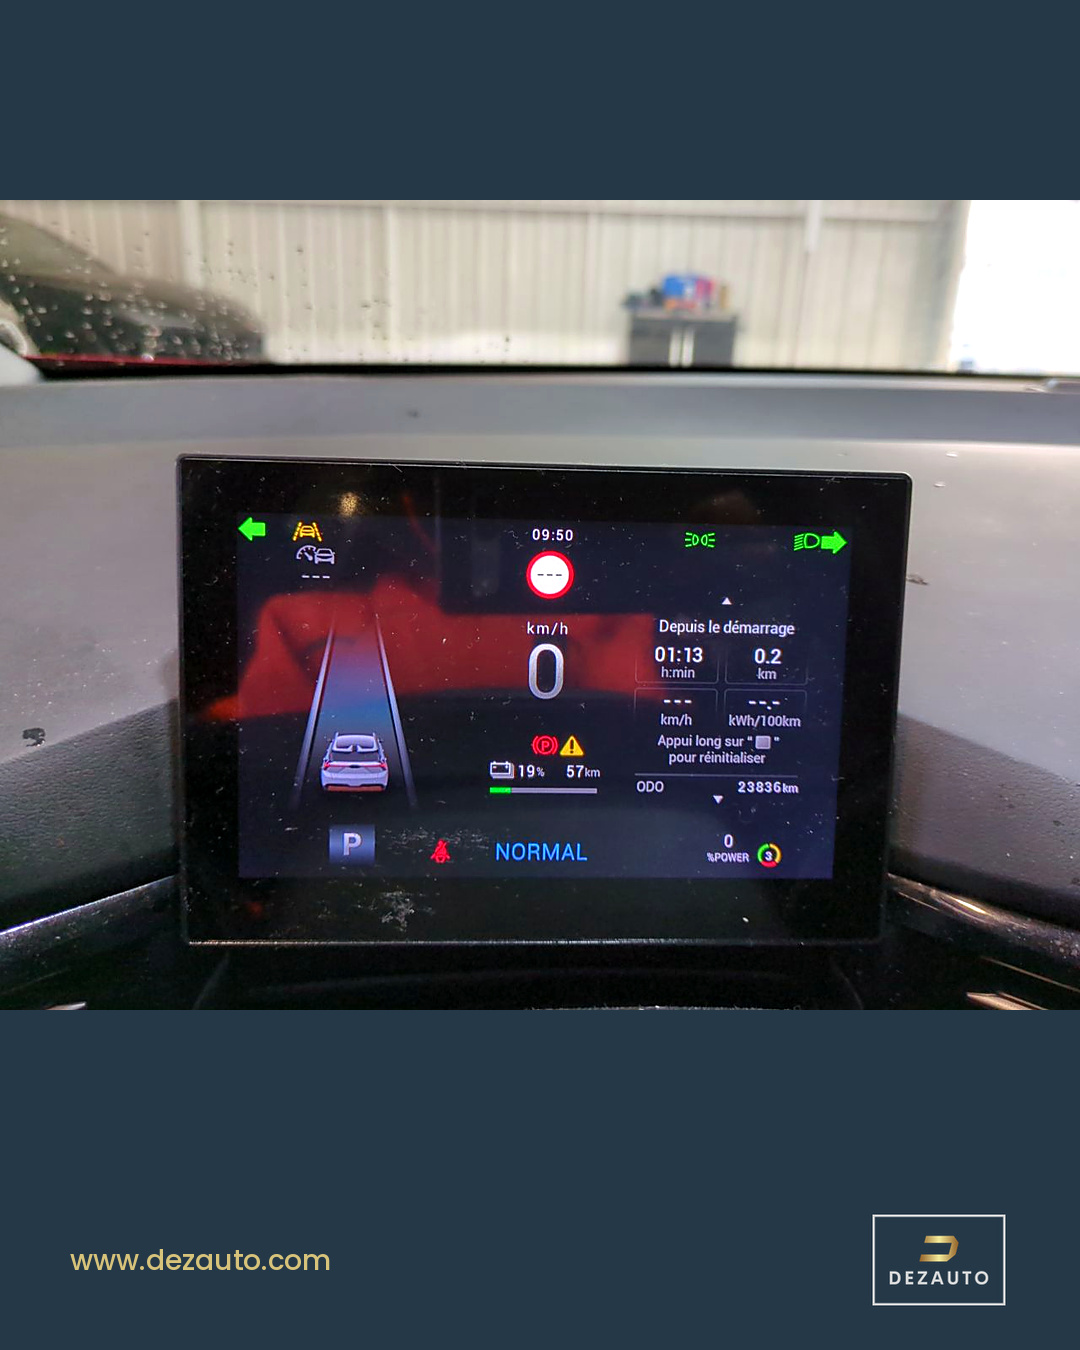 09:50
---
---
km/h
0
Depuis le démarrage
01:13 0.2
h:min km
--- --.-
km/h kWh/100km
Appui long sur " "
pour réinitialiser
P
19% 57km
ODO 23836km
P NORMAL
0
%POWER 3
www.dezauto.com
DEZAUTO